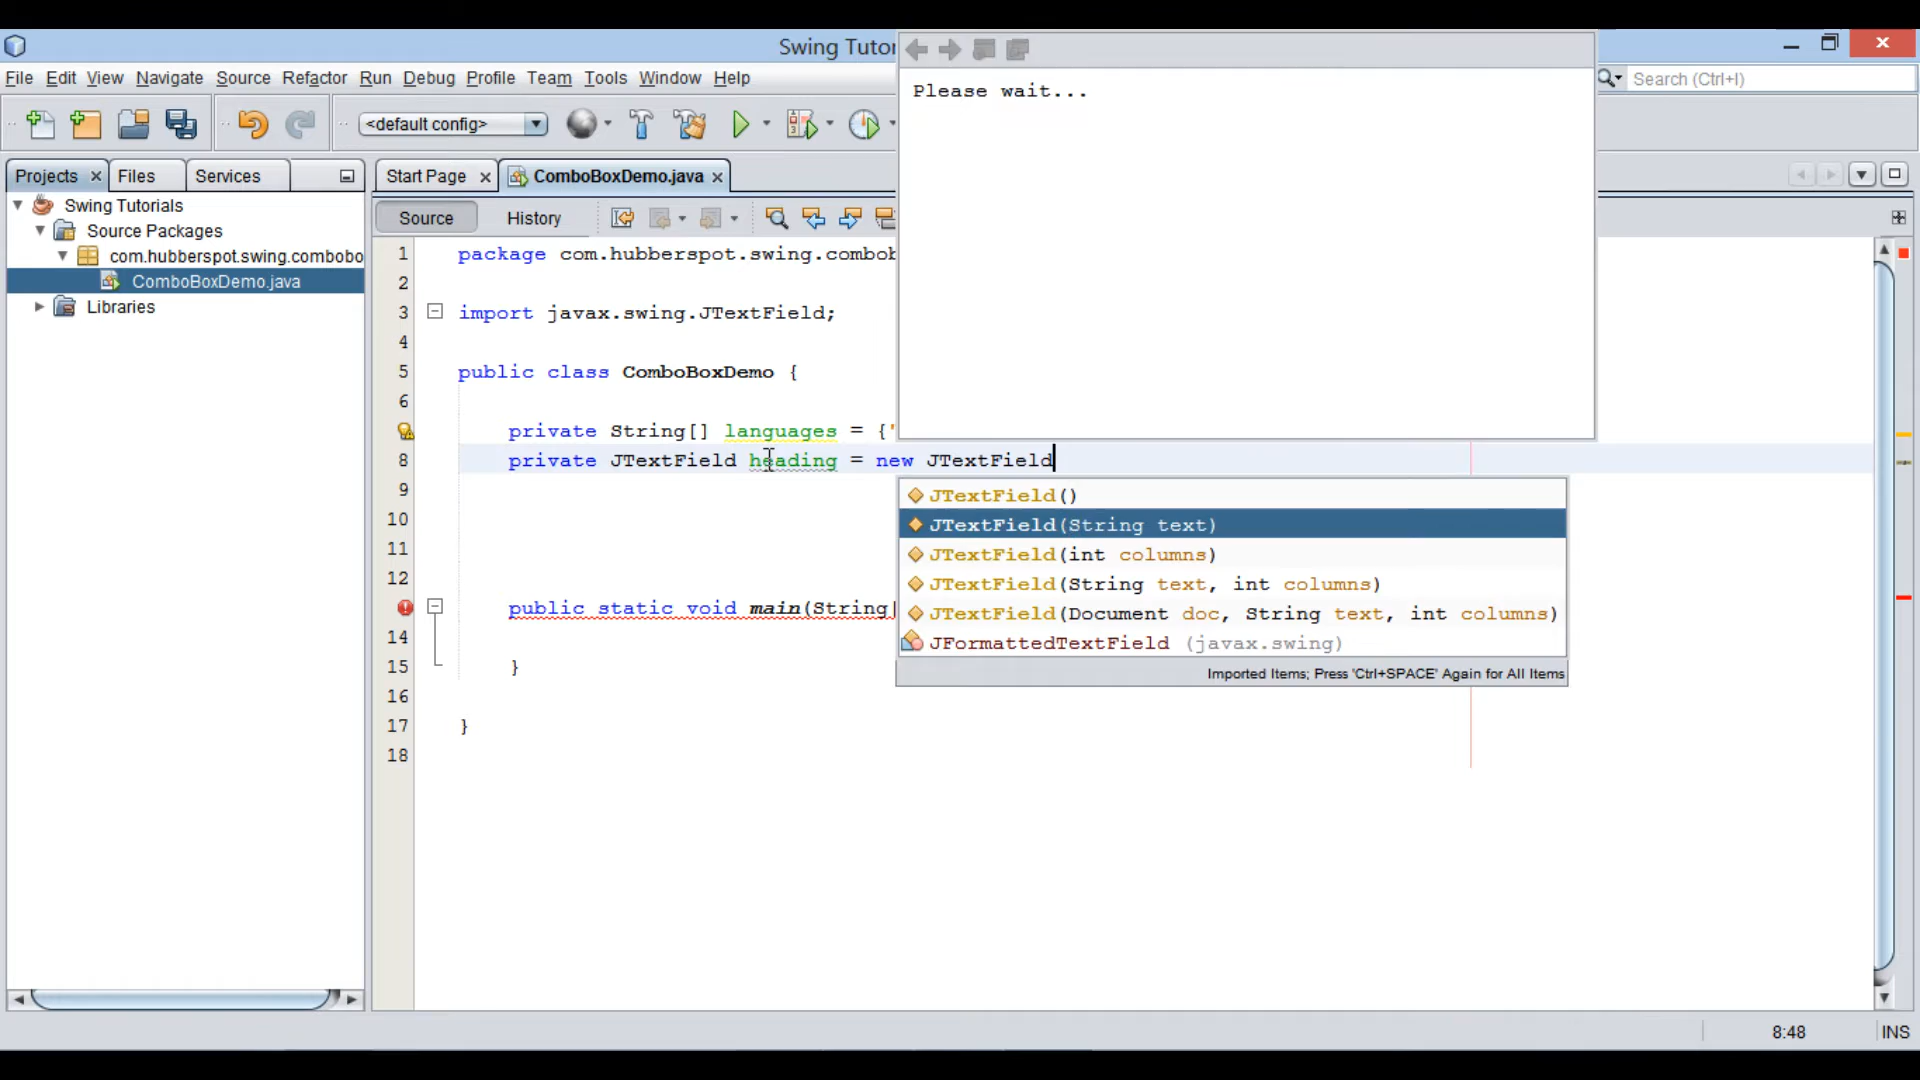 Swing Tutor
File Edit View Navigate Source Refactor Run Debug Profile Team Tools Window Help
Search (Ctrl+I)
<default config>
Please wait...
Projects Files Services
Start Page ComboBoxDemo.java
Source History
Swing Tutorials
Source Packages
com.hubberspot.swing.combobo
ComboBoxDemo.java
Libraries
1 package com.hubberspot.swing.combob
2
3 import javax.swing.JTextField;
4
5 public class ComboBoxDemo {
6
private String[] languages = {"
8 private JTextField heading = new JTextField
9
10
11
12
public static void main(String[
14
15 }
16
17 }
18
JTextField()
JTextField(String text)
JTextField(int columns)
JTextField(String text, int columns)
JTextField(Document doc, String text, int columns)
JFormattedTextField (javax.swing)
Imported Items; Press 'Ctrl+SPACE' Again for All Items
8:48 INS